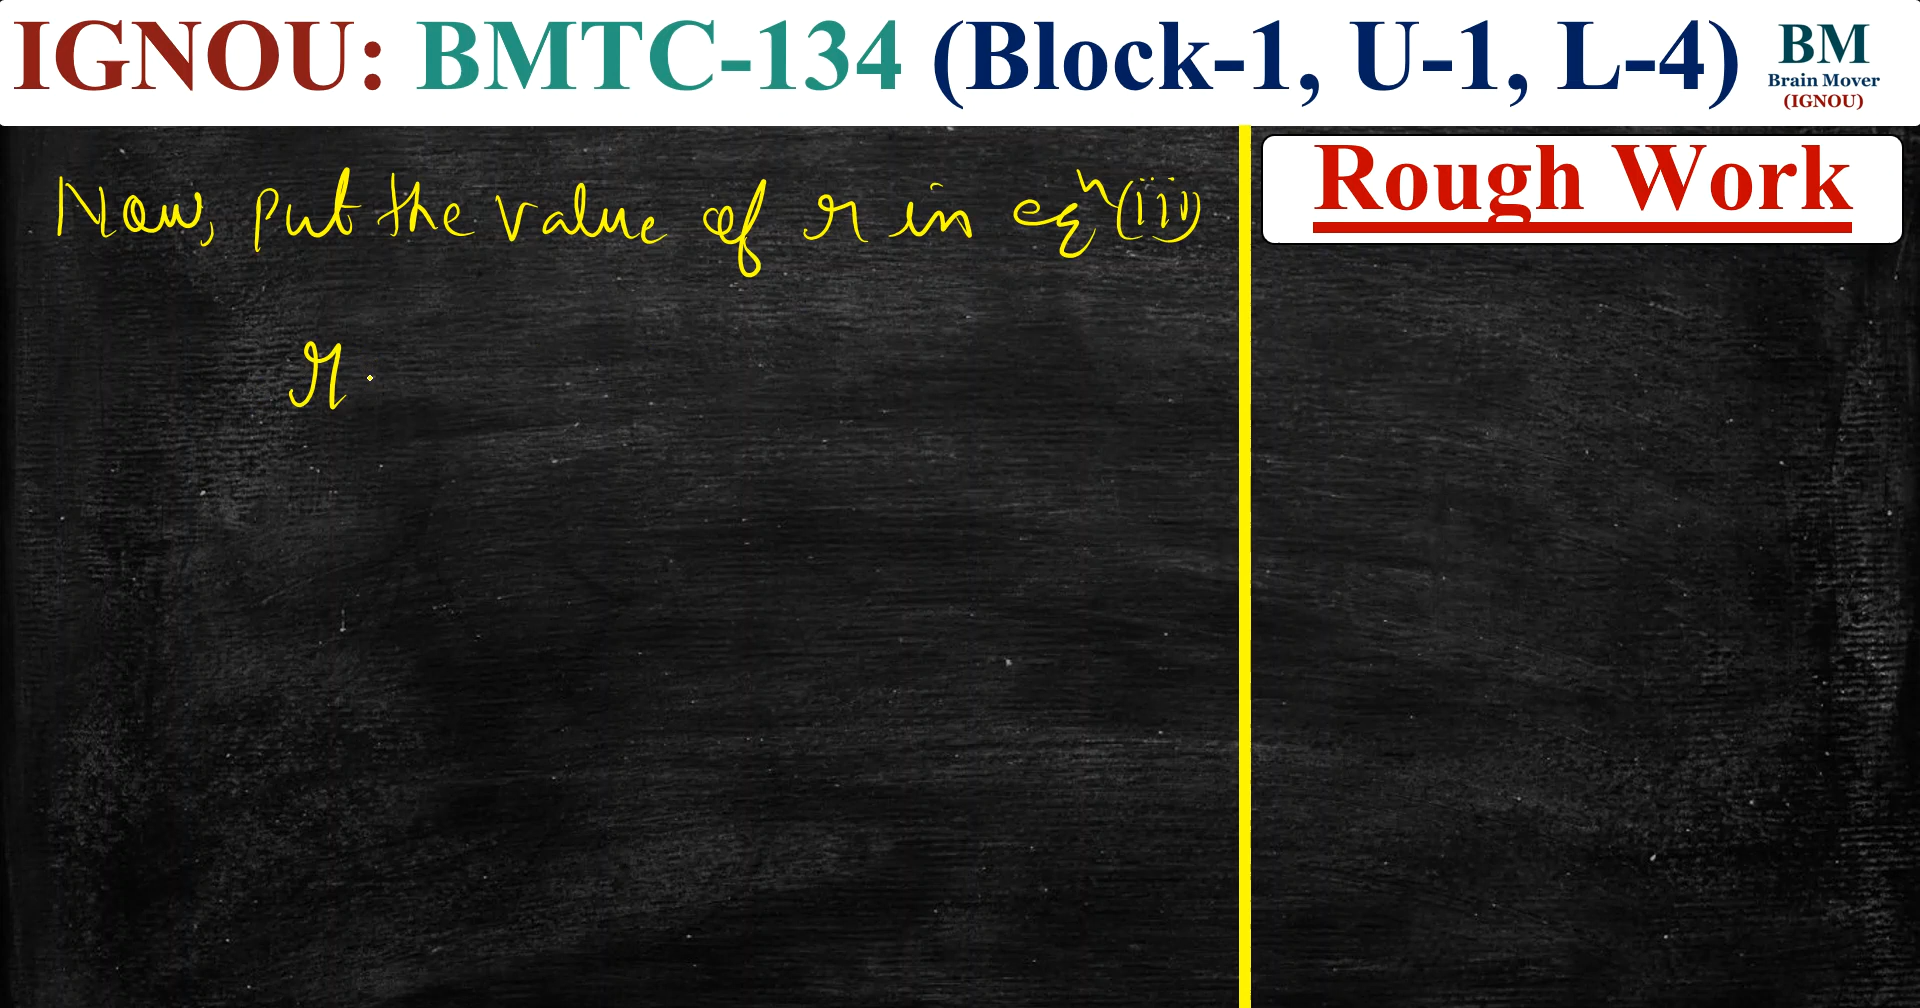 IGNOU: BMTC-134 (Block-1, U-1, L-4)
BM
Brain Mover
(IGNOU)
Rough Work
Now, put the value of r in eqⁿ(iii)
r